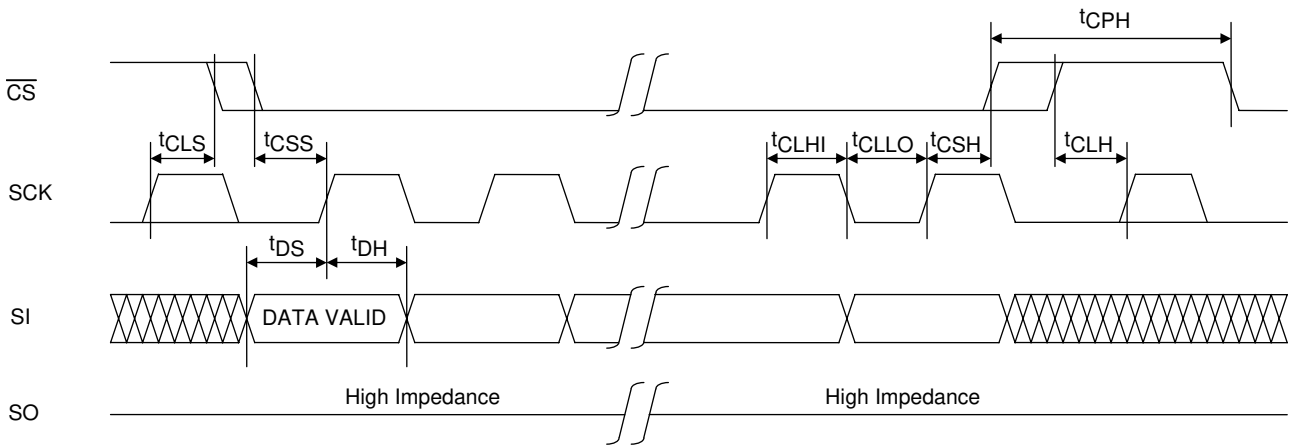 tCPH
CS
tCLS
tCSS
tCLHI
tCLLO
tCSH
tCLH
SCK
tDS
tDH
SI
DATA VALID
High Impedance
High Impedance
SO